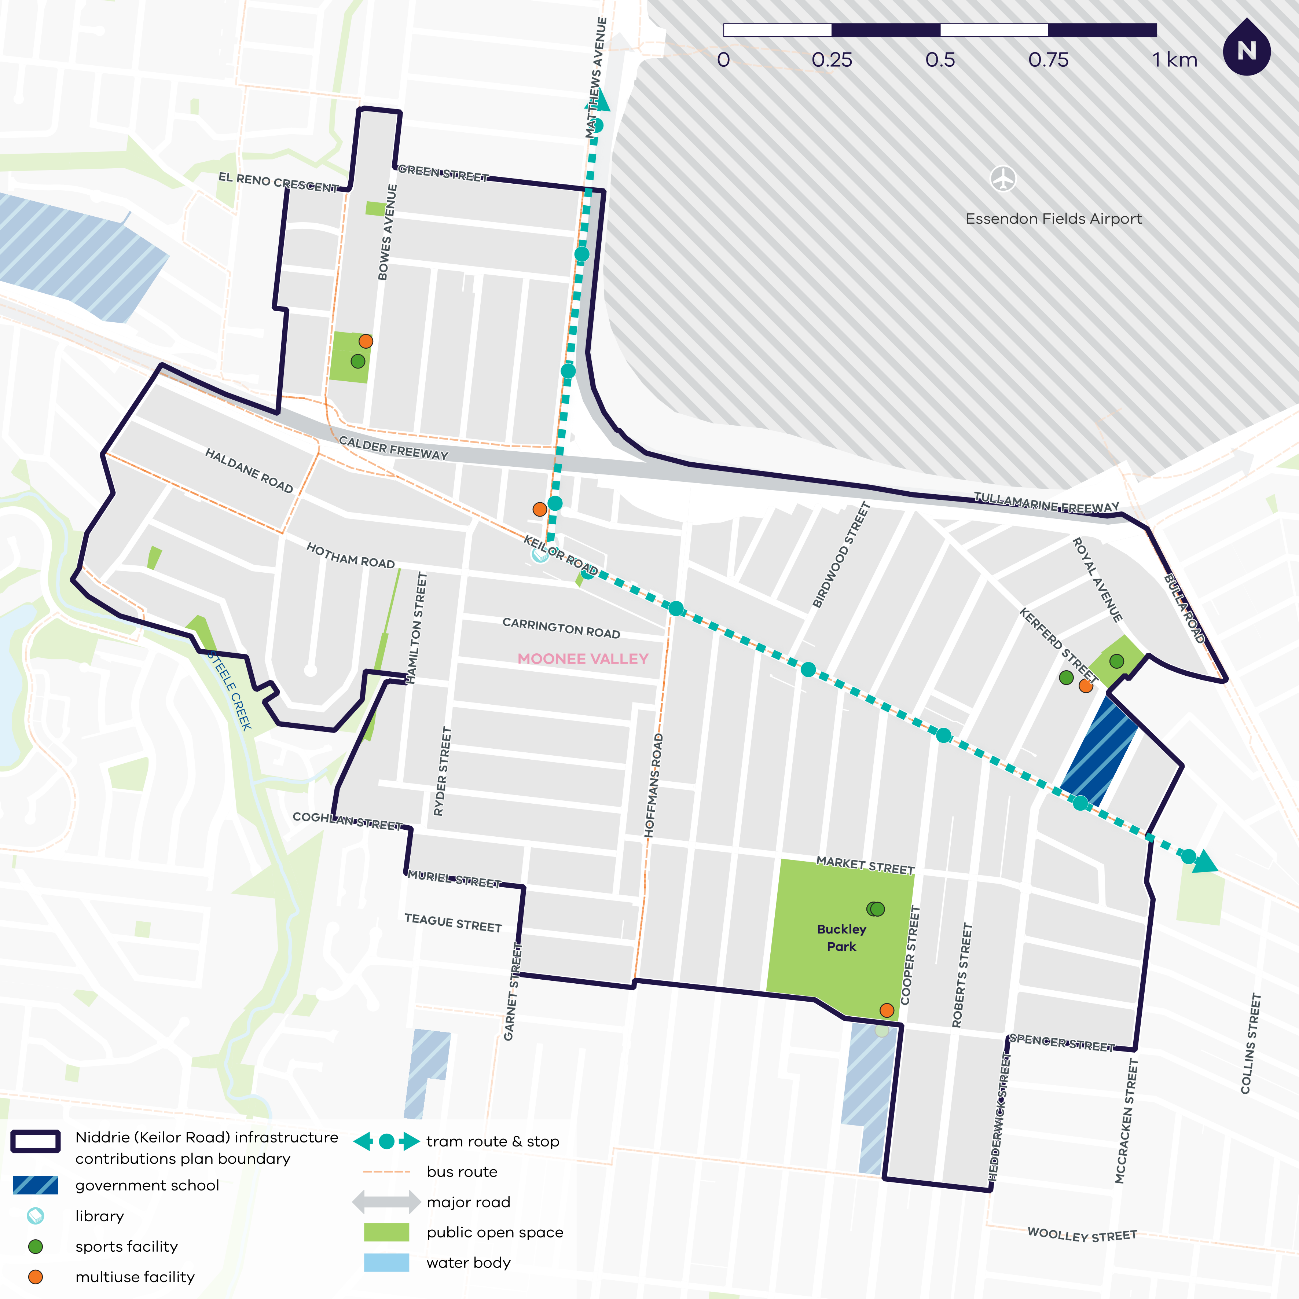 0
0.25
0.5
0.75
1 km
N
MATTHEWS AVENUE
GREEN STREET
EL RENO CRESCENT
BOWES AVENUE
Essendon Fields Airport
CALDER FREEWAY
HALDANE ROAD
TULLAMARINE FREEWAY
KEILOR ROAD
HOTHAM ROAD
BIRDWOOD STREET
ROYAL AVENUE
BULLA ROAD
HAMILTON STREET
CARRINGTON ROAD
KERFERD STREET
MOONEE VALLEY
STEELE CREEK
RYDER STREET
HOFFMANS ROAD
COGHLAN STREET
MARKET STREET
MURIEL STREET
TEAGUE STREET
Buckley
Park
COOPER STREET
ROBERTS STREET
GARNET STREET
SPENCER STREET
COLLINS STREET
HEDDERWICK STREET
MCCRACKEN STREET
WOOLLEY STREET
Niddrie (Keilor Road) infrastructure
contributions plan boundary
government school
library
sports facility
multiuse facility
tram route & stop
bus route
major road
public open space
water body